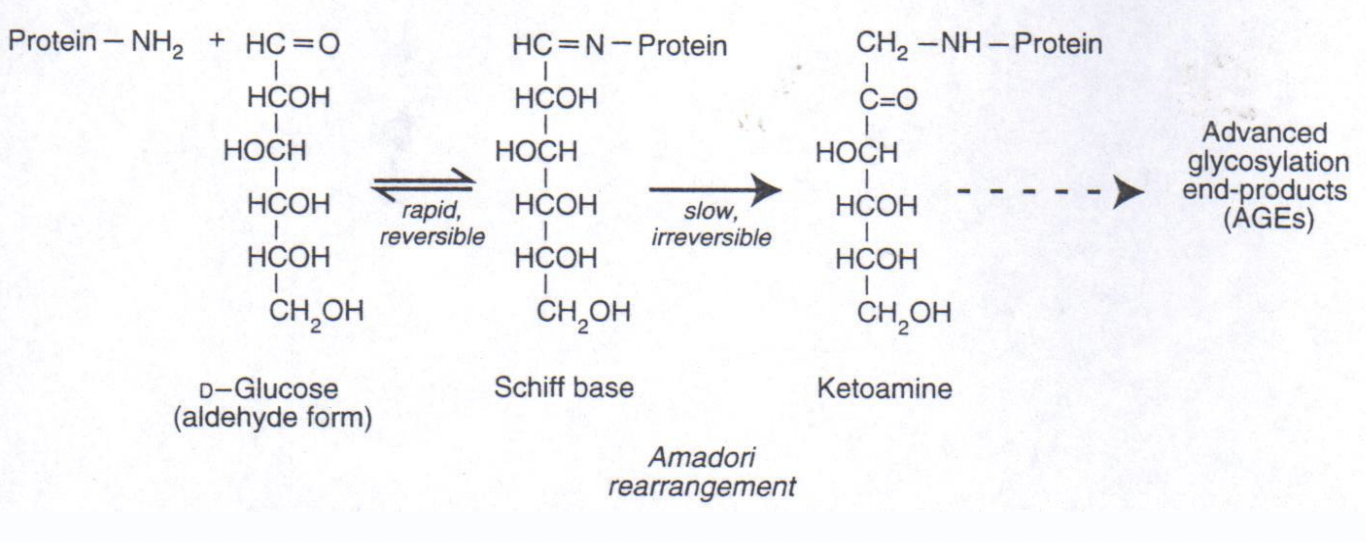 Protein – NH₂ + HC=O
HCOH
HOCH
HCOH
HCOH
CH₂OH
D–Glucose
(aldehyde form)
rapid,
reversible
HC=N – Protein
HCOH
HOCH
HCOH
HCOH
CH₂OH
Schiff base
slow,
irreversible
Amadori
rearrangement
CH₂ –NH – Protein
C=O
HOCH
HCOH
HCOH
CH₂OH
Ketoamine
Advanced
glycosylation
end-products
(AGEs)